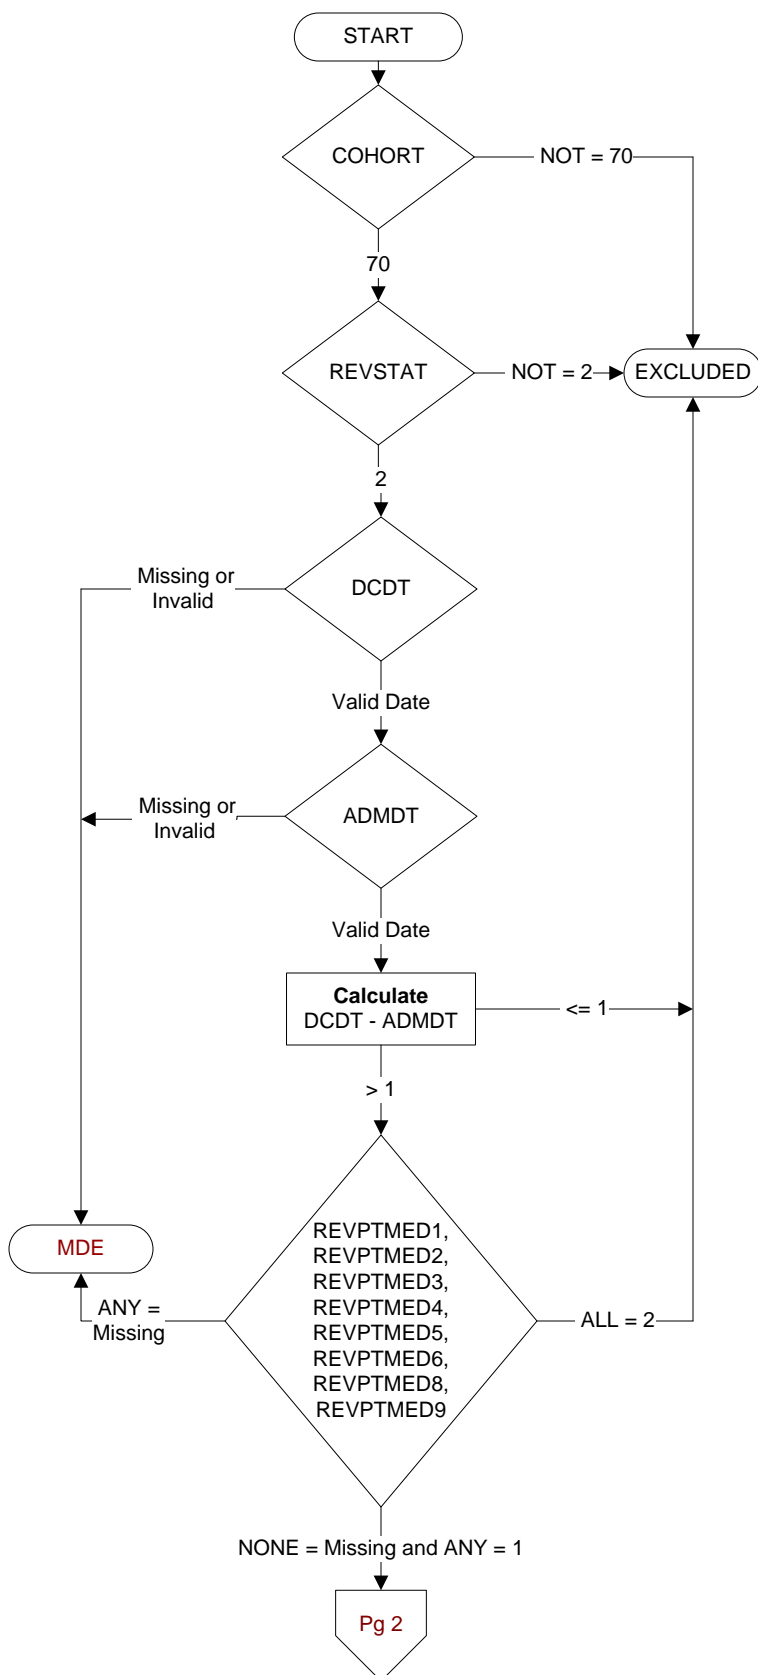 START
COHORT
NOT = 70
70
REVSTAT
NOT = 2
EXCLUDED
2
Missing or
Invalid
DCDT
Valid Date
Missing or
Invalid
ADMDT
Valid Date
Calculate
DCDT - ADMDT
<= 1
> 1
MDE
REVPTMED1,
REVPTMED2,
REVPTMED3,
REVPTMED4,
REVPTMED5,
REVPTMED6,
REVPTMED8,
REVPTMED9
ANY =
Missing
ALL = 2
NONE = Missing and ANY = 1
Pg 2